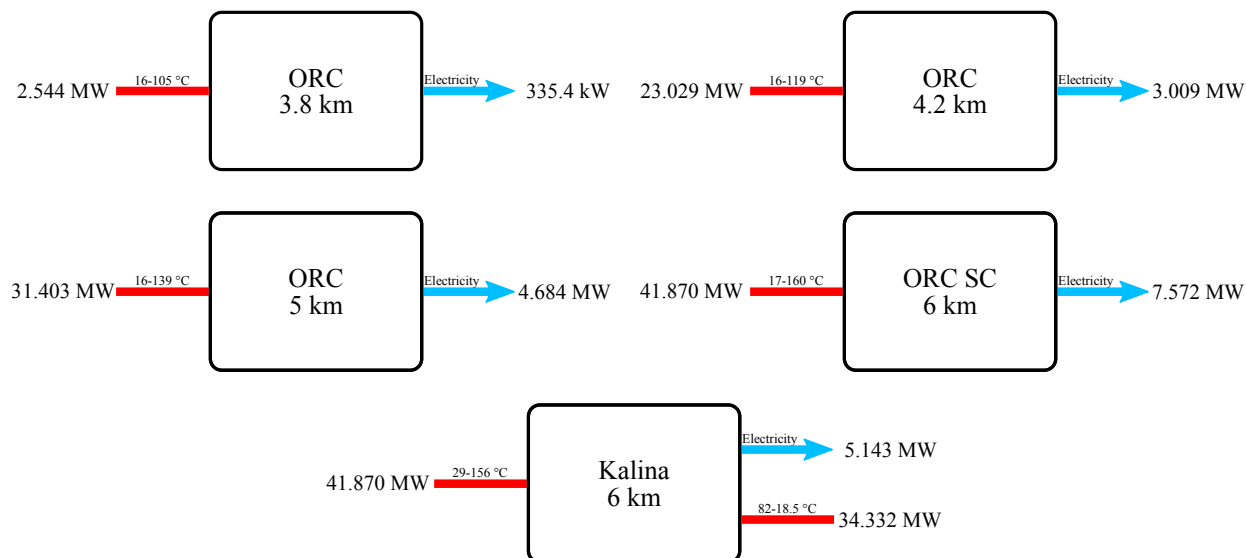 ORC
3.8 km
2.544 MW
16-105 °C
Electricity
335.4 kW
ORC
4.2 km
23.029 MW
16-119 °C
Electricity
3.009 MW
ORC
5 km
31.403 MW
16-139 °C
Electricity
4.684 MW
ORC SC
6 km
41.870 MW
17-160 °C
Electricity
7.572 MW
Kalina
6 km
41.870 MW
29-156 °C
Electricity
5.143 MW
82-18.5 °C
34.332 MW